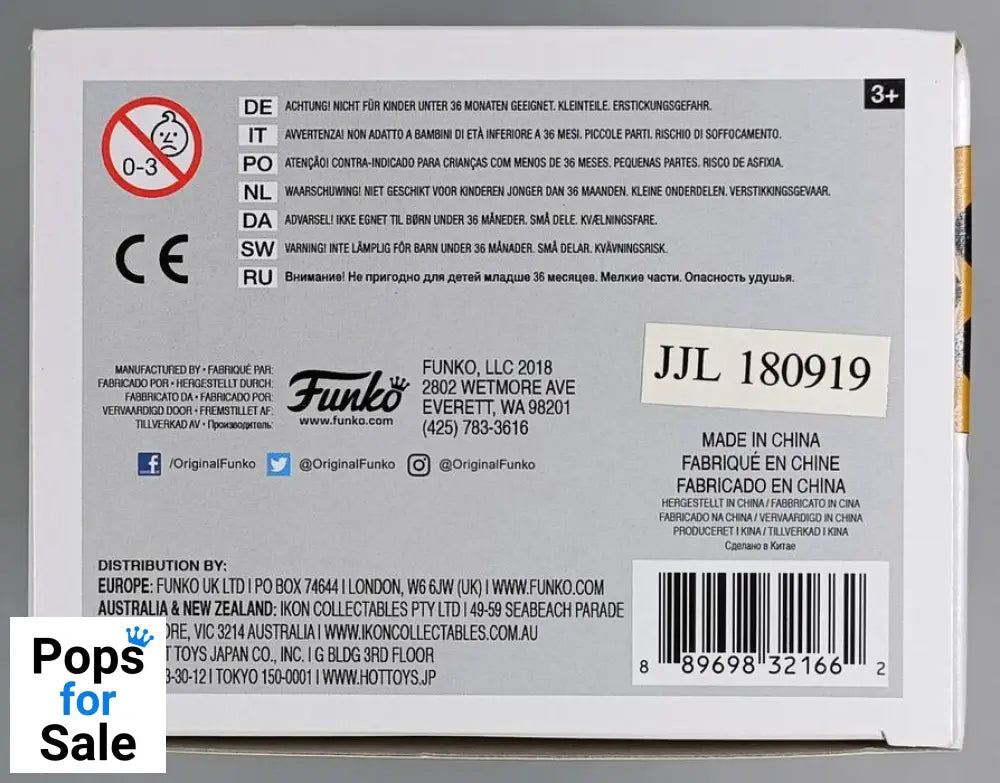 3+
0-3
DE ACHTUNG! NICHT FÜR KINDER UNTER 36 MONATEN GEEIGNET. KLEINTEILE. ERSTICKUNGSGEFAHR.
IT AVVERTENZA! NON ADATTO A BAMBINI DI ETÀ INFERIORE A 36 MESI. PICCOLE PARTI. RISCHIO DI SOFFOCAMENTO.
PO ATENÇÃO! CONTRA-INDICADO PARA CRIANÇAS COM MENOS DE 36 MESES. PEQUENAS PARTES. RISCO DE ASFIXIA.
NL WAARSCHUWING! NIET GESCHIKT VOOR KINDEREN JONGER DAN 36 MAANDEN. KLEINE ONDERDELEN. VERSTIKKINGSGEVAAR.
DA ADVARSEL! IKKE EGNET TIL BØRN UNDER 36 MÅNEDER. SMÅ DELE. KVÆLNINGSFARE.
SW VARNING! INTE LÄMPLIG FÖR BARN UNDER 36 MÅNADER. SMÅ DELAR. KVÄVNINGSRISK.
RU Внимание! Не пригодно для детей младше 36 месяцев. Мелкие части. Опасность удушья.
CE
MANUFACTURED BY • FABRIQUÉ PAR:
FABRICADO POR • HERGESTELLT DURCH:
FABBRICATO DA • FABRICADO POR:
VERVAARDIGD DOOR • FREMSTILLET AF:
TILLVERKAD AV • Производитель:
Funko
www.funko.com
FUNKO, LLC 2018
2802 WETMORE AVE
EVERETT, WA 98201
(425) 783-3616
/OriginalFunko @OriginalFunko @OriginalFunko
JJL 180919
MADE IN CHINA
FABRIQUÉ EN CHINE
FABRICADO EN CHINA
HERGESTELLT IN CHINA / FABBRICATO IN CINA
FABRICADO NA CHINA / VERVAARDIGD IN CHINA
PRODUCERET I KINA / TILLVERKAD I KINA
Сделано в Китае
DISTRIBUTION BY:
EUROPE: FUNKO UK LTD I PO BOX 74644 I LONDON, W6 6JW (UK) I WWW.FUNKO.COM
AUSTRALIA & NEW ZEALAND: IKON COLLECTABLES PTY LTD I 49-59 SEABEACH PARADE
ORE, VIC 3214 AUSTRALIA I WWW.IKONCOLLECTABLES.COM.AU
T TOYS JAPAN CO., INC. I G BLDG 3RD FLOOR
3-30-12 I TOKYO 150-0001 I WWW.HOTTOYS.JP
8 89698 32166 2
Pops
for
Sale